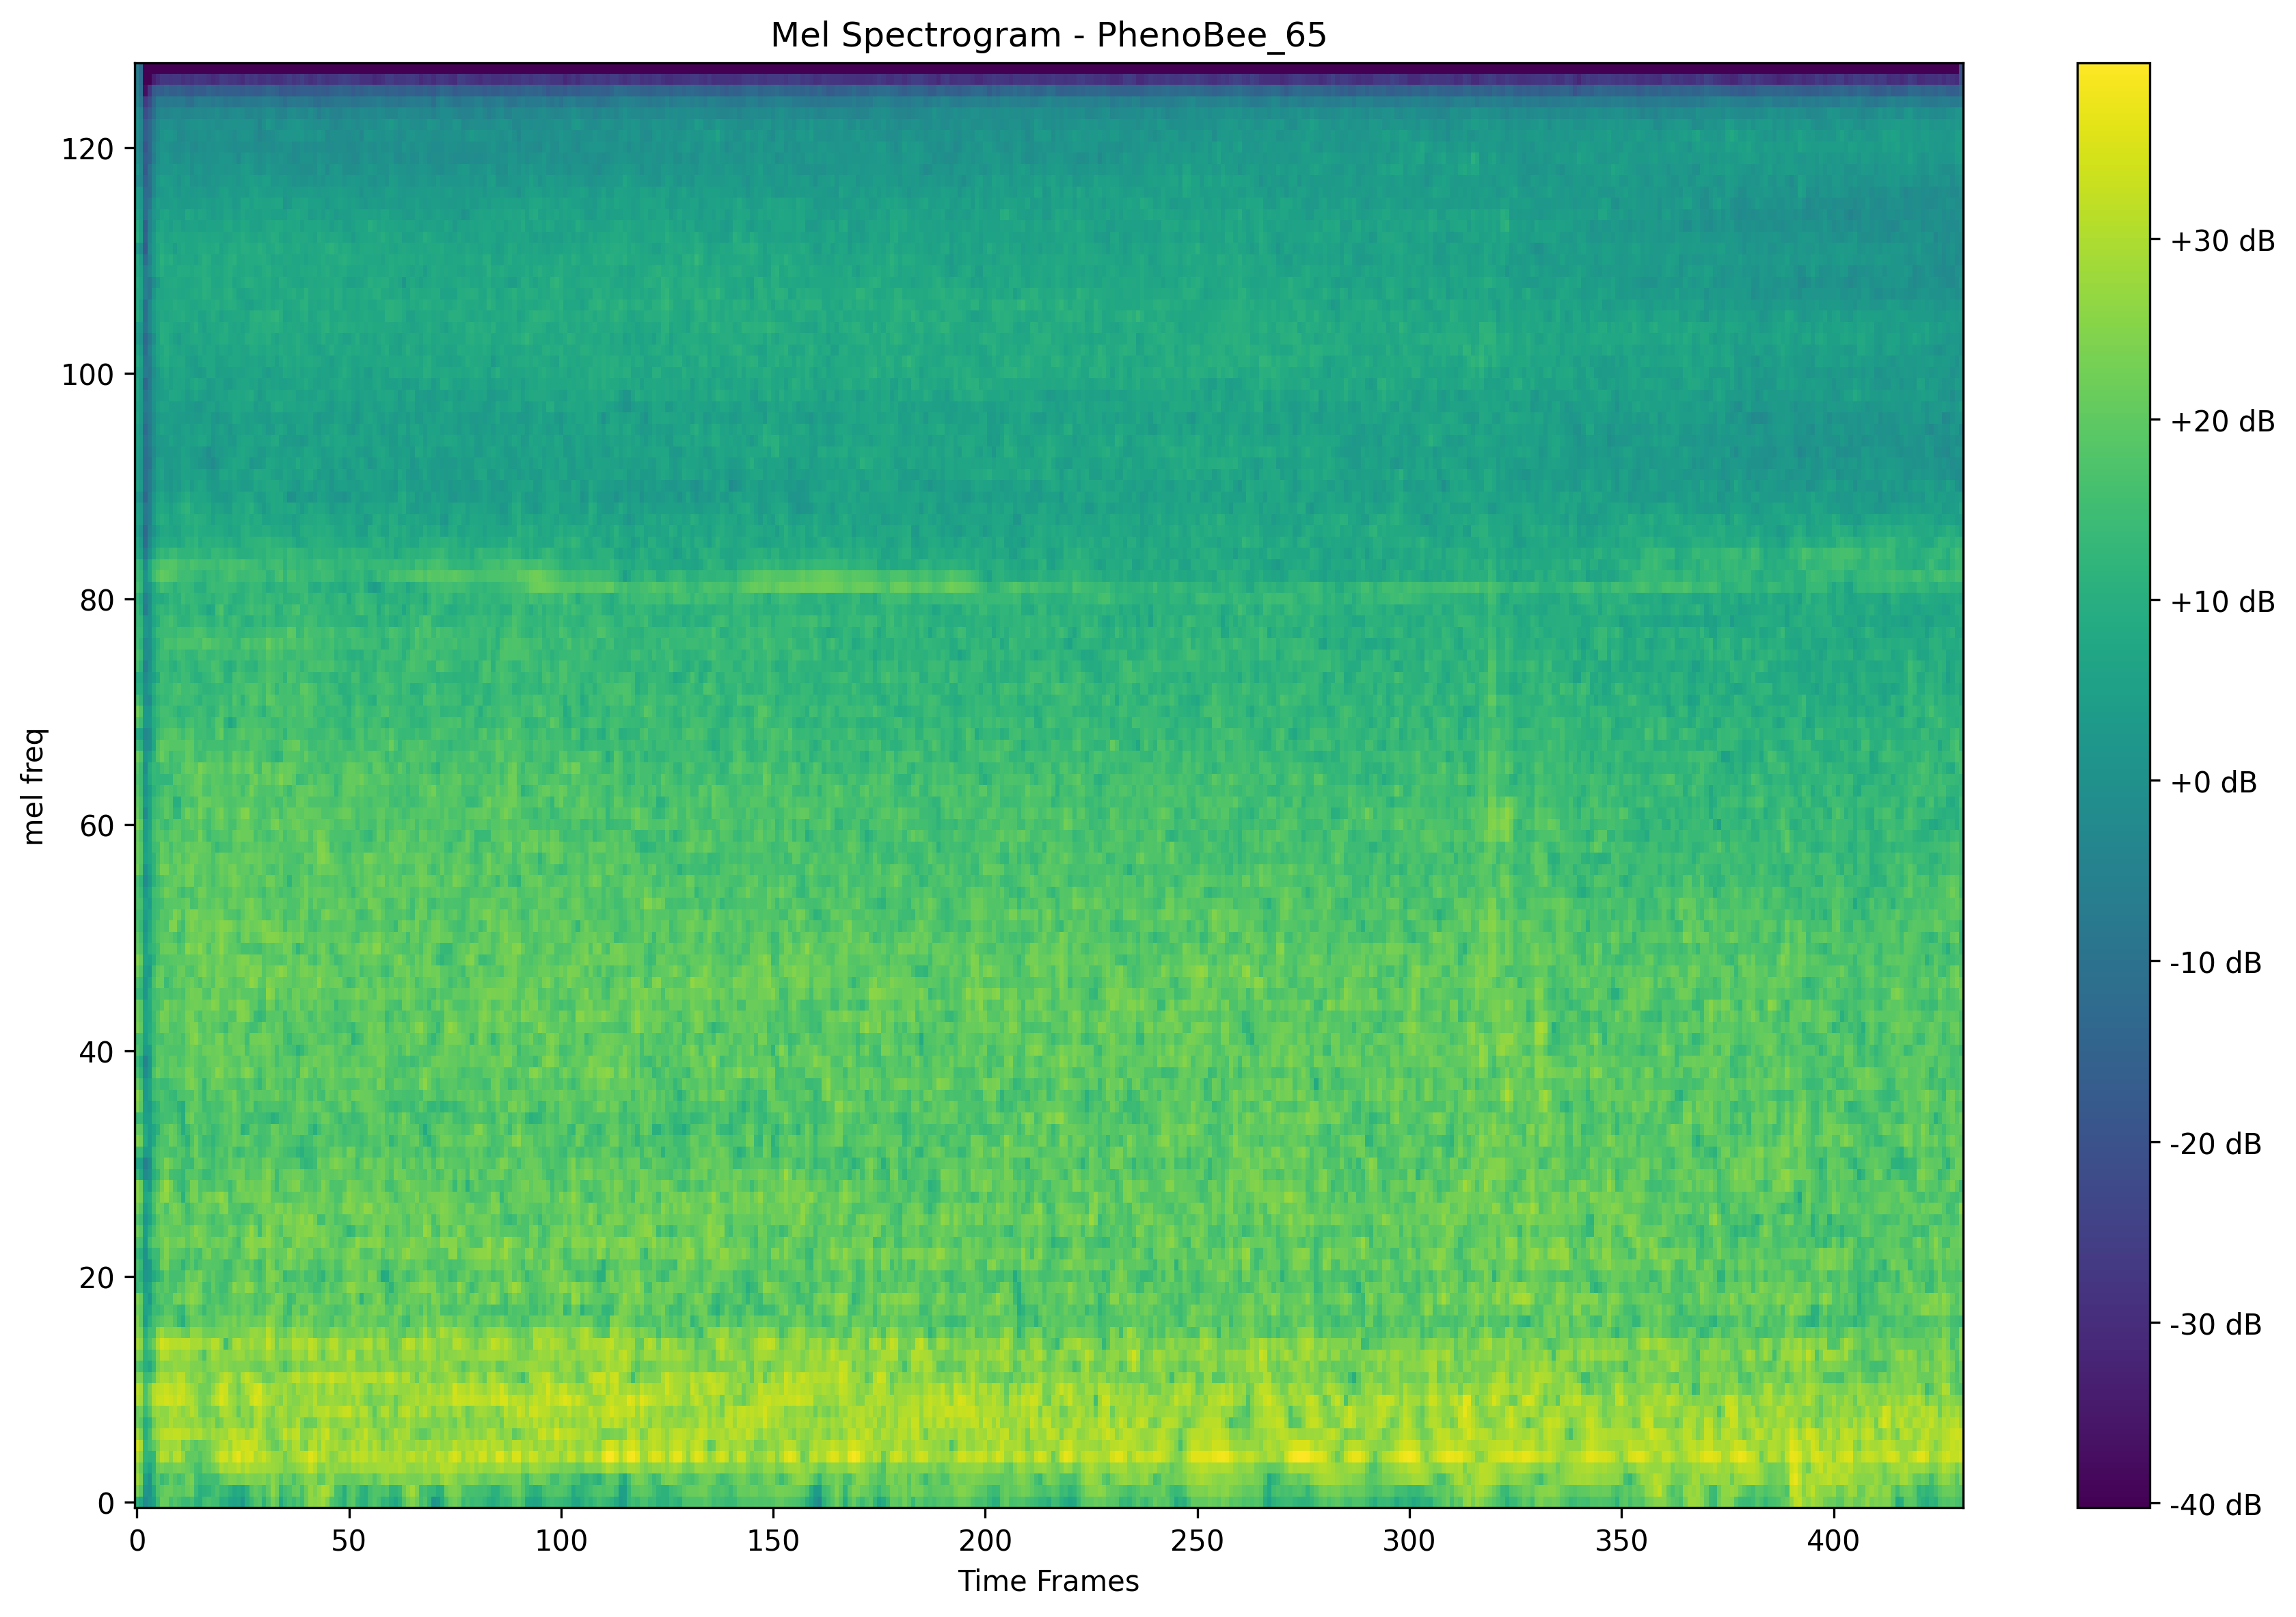 Mel Spectrogram - PhenoBee_65
mel freq
120
100
80
60
40
20
0
0 50 100 150 200 250 300 350 400
Time Frames
+30 dB
+20 dB
+10 dB
+0 dB
-10 dB
-20 dB
-30 dB
-40 dB